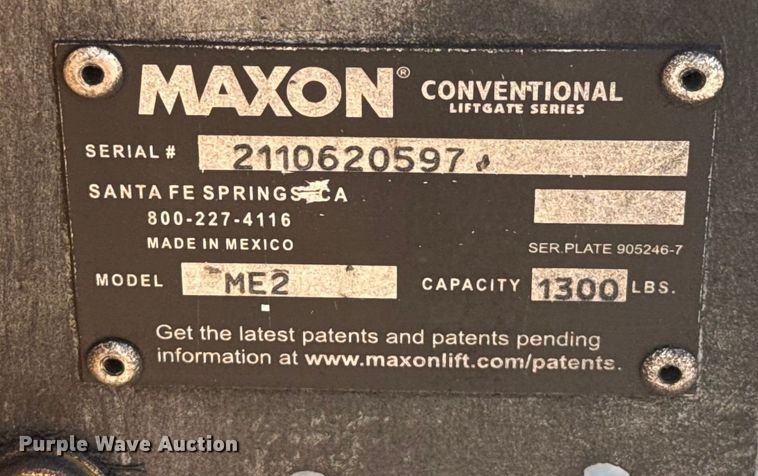 MAXON® CONVENTIONAL
LIFTGATE SERIES
SERIAL # 2110620597
SANTA FE SPRINGS CA
800-227-4116
MADE IN MEXICO
SER.PLATE 905246-7
MODEL ME2 CAPACITY 1300 LBS.
Get the latest patents and patents pending
information at www.maxonlift.com/patents.
Purple Wave Auction